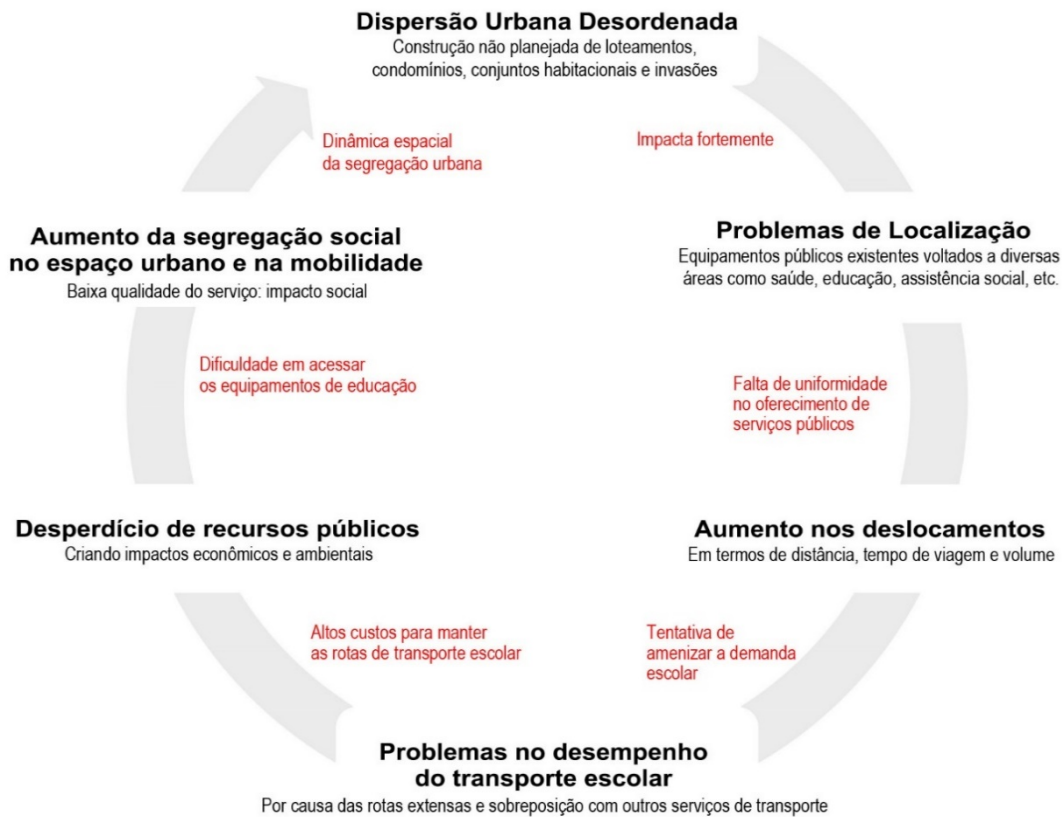 Dispersão Urbana Desordenada
Construção não planejada de loteamentos,
condomínios, conjuntos habitacionais e invasões
Impacta fortemente
Problemas de Localização
Equipamentos públicos existentes voltados a diversas
áreas como saúde, educação, assistência social, etc.
Falta de uniformidade
no oferecimento de
serviços públicos
Aumento nos deslocamentos
Em termos de distância, tempo de viagem e volume
Tentativa de
amenizar a demanda
escolar
Problemas no desempenho
do transporte escolar
Por causa das rotas extensas e sobreposição com outros serviços de transporte
Altos custos para manter
as rotas de transporte escolar
Desperdício de recursos públicos
Criando impactos econômicos e ambientais
Dificuldade em acessar
os equipamentos de educação
Aumento da segregação social
no espaço urbano e na mobilidade
Baixa qualidade do serviço: impacto social
Dinâmica espacial
da segregação urbana